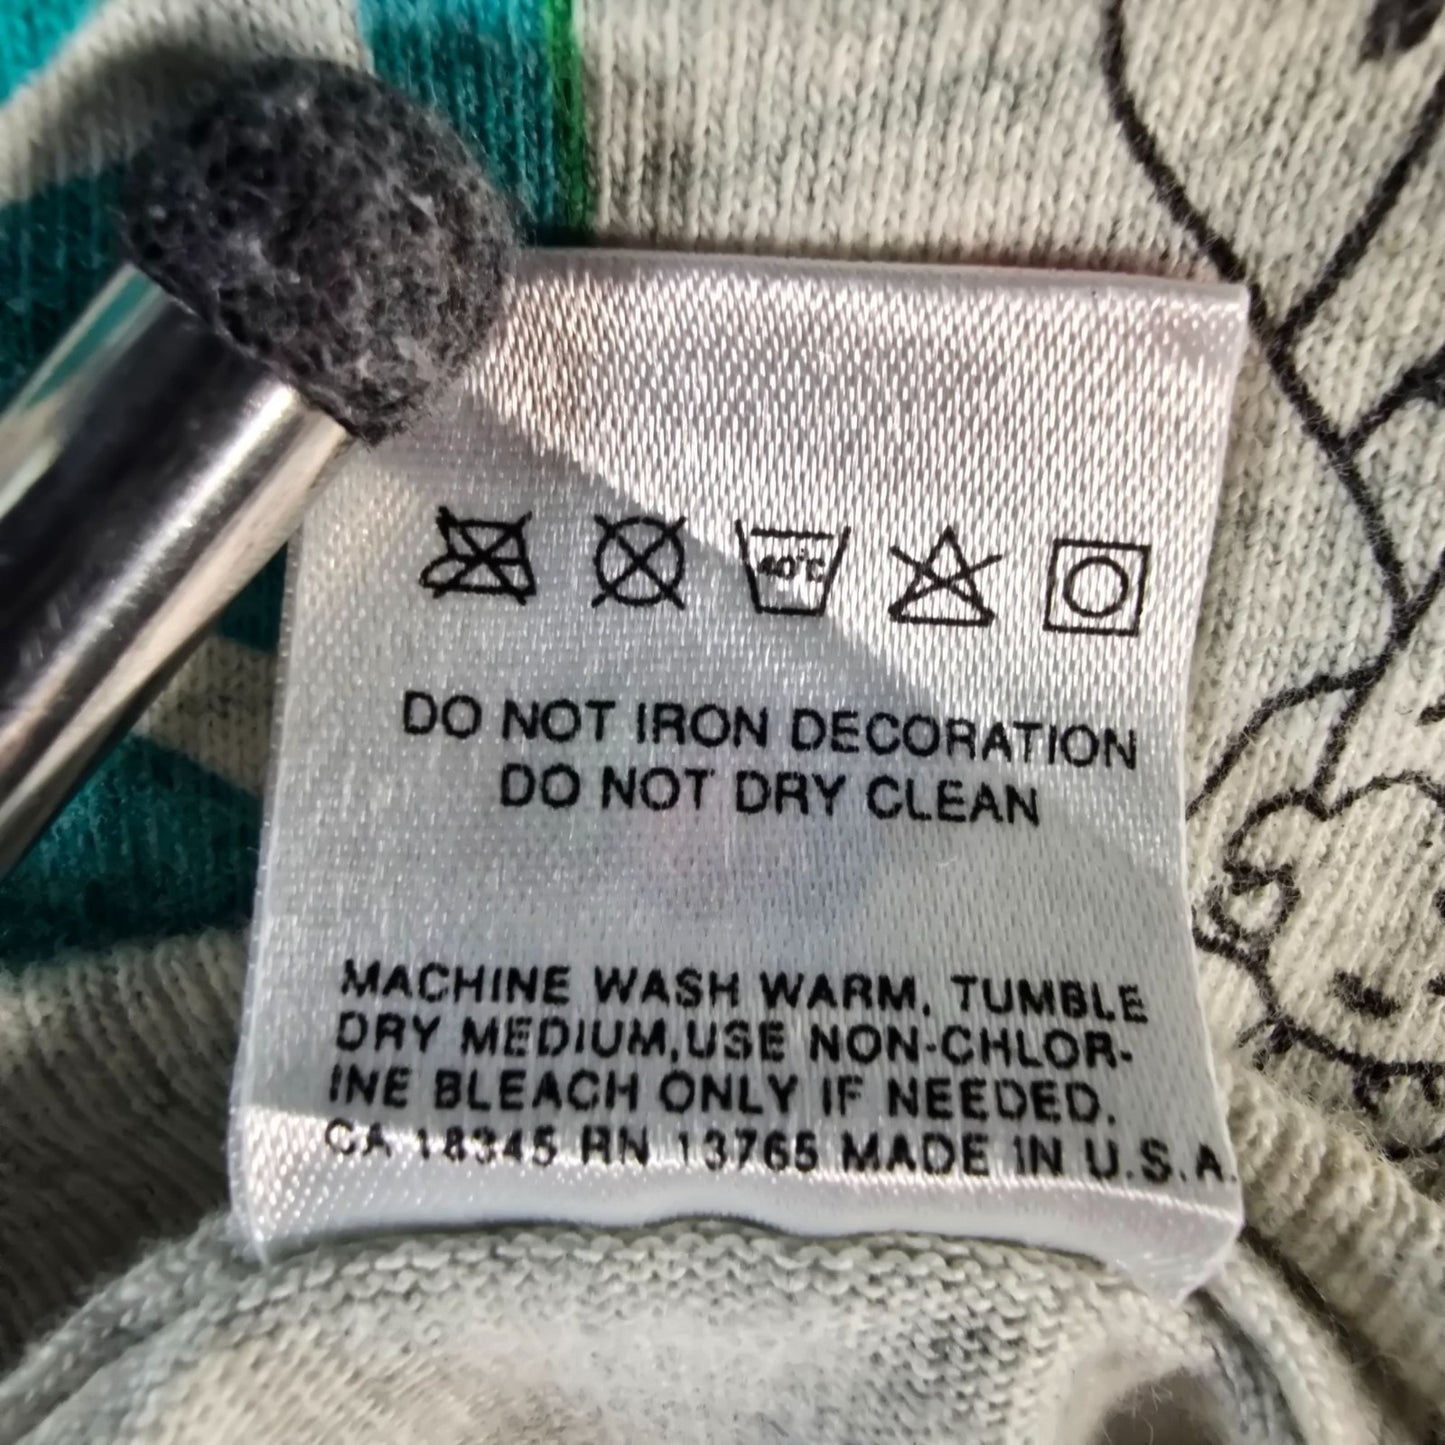 40°C
DO NOT IRON DECORATION
DO NOT DRY CLEAN
MACHINE WASH WARM, TUMBLE
DRY MEDIUM,USE NON-CHLOR-
INE BLEACH ONLY IF NEEDED.
CA 18345 RN 13765 MADE IN U.S.A.